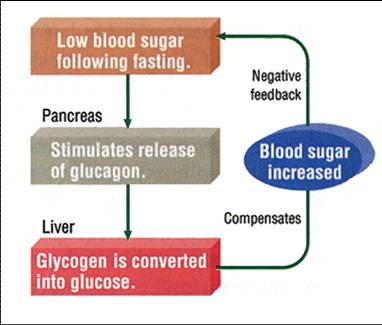 Low blood sugar
following fasting.
Negative
feedback
Pancreas
Stimulates release
of glucagon.
Blood sugar
increased
Compensates
Liver
Glycogen is converted
into glucose.